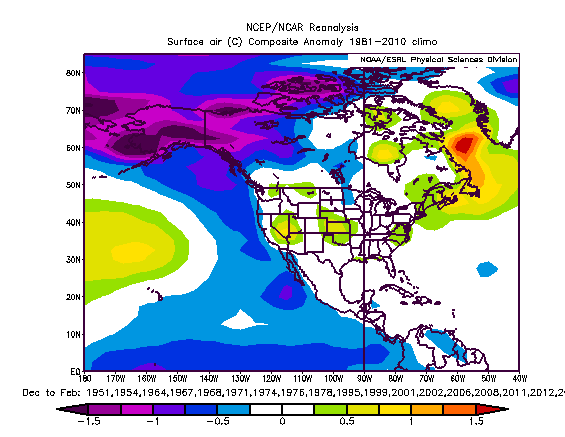 NCEP/NCAR Reanalysis
Surface air (C) Composite Anomaly 1981-2010 climo
NOAA/ESRL Physical Sciences Division
80N
70N
60N
50N
40N
30N
20N
10N
EQ
180 170W 160W 150W 140W 130W 120W 110W 100W 90W 80W 70W 60W 50W 40W
Dec to Feb: 1951,1954,1964,1967,1968,1971,1974,1976,1978,1995,1999,2001,2002,2006,2008,2011,2012,2
-1.5 -1 -0.5 0 0.5 1 1.5